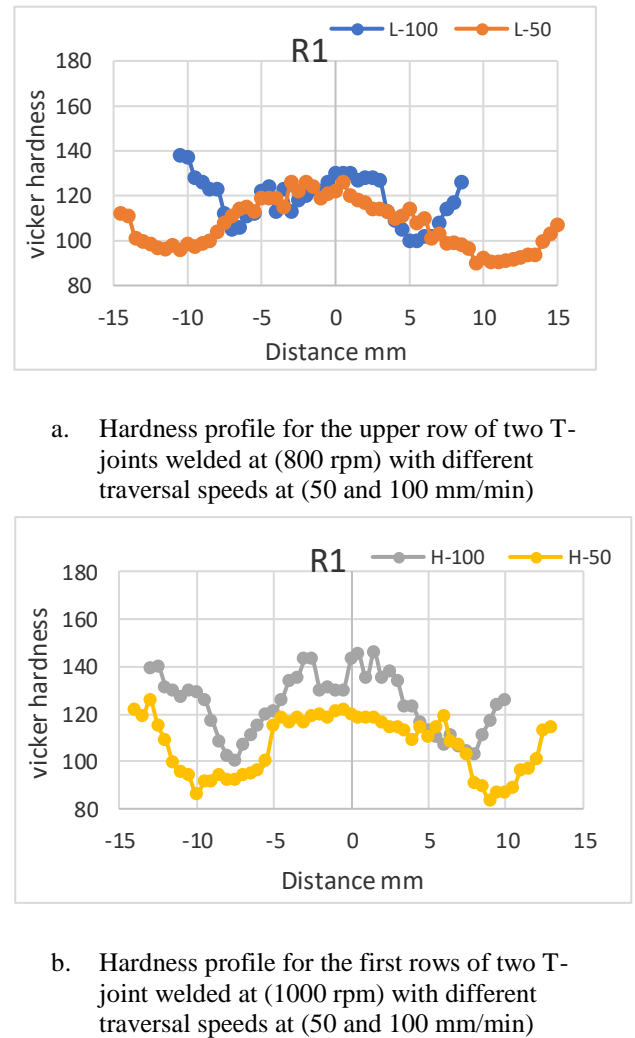 R1
L-100
L-50
180
160
140
120
100
80
vicker hardness
-15
-10
-5
0
5
10
15
Distance mm
a. Hardness profile for the upper row of two T-
joints welded at (800 rpm) with different
traversal speeds at (50 and 100 mm/min)
R1
H-100
H-50
180
160
140
120
100
80
vicker hardness
-15
-10
-5
0
5
10
15
Distance mm
b. Hardness profile for the first rows of two T-
joint welded at (1000 rpm) with different
traversal speeds at (50 and 100 mm/min)